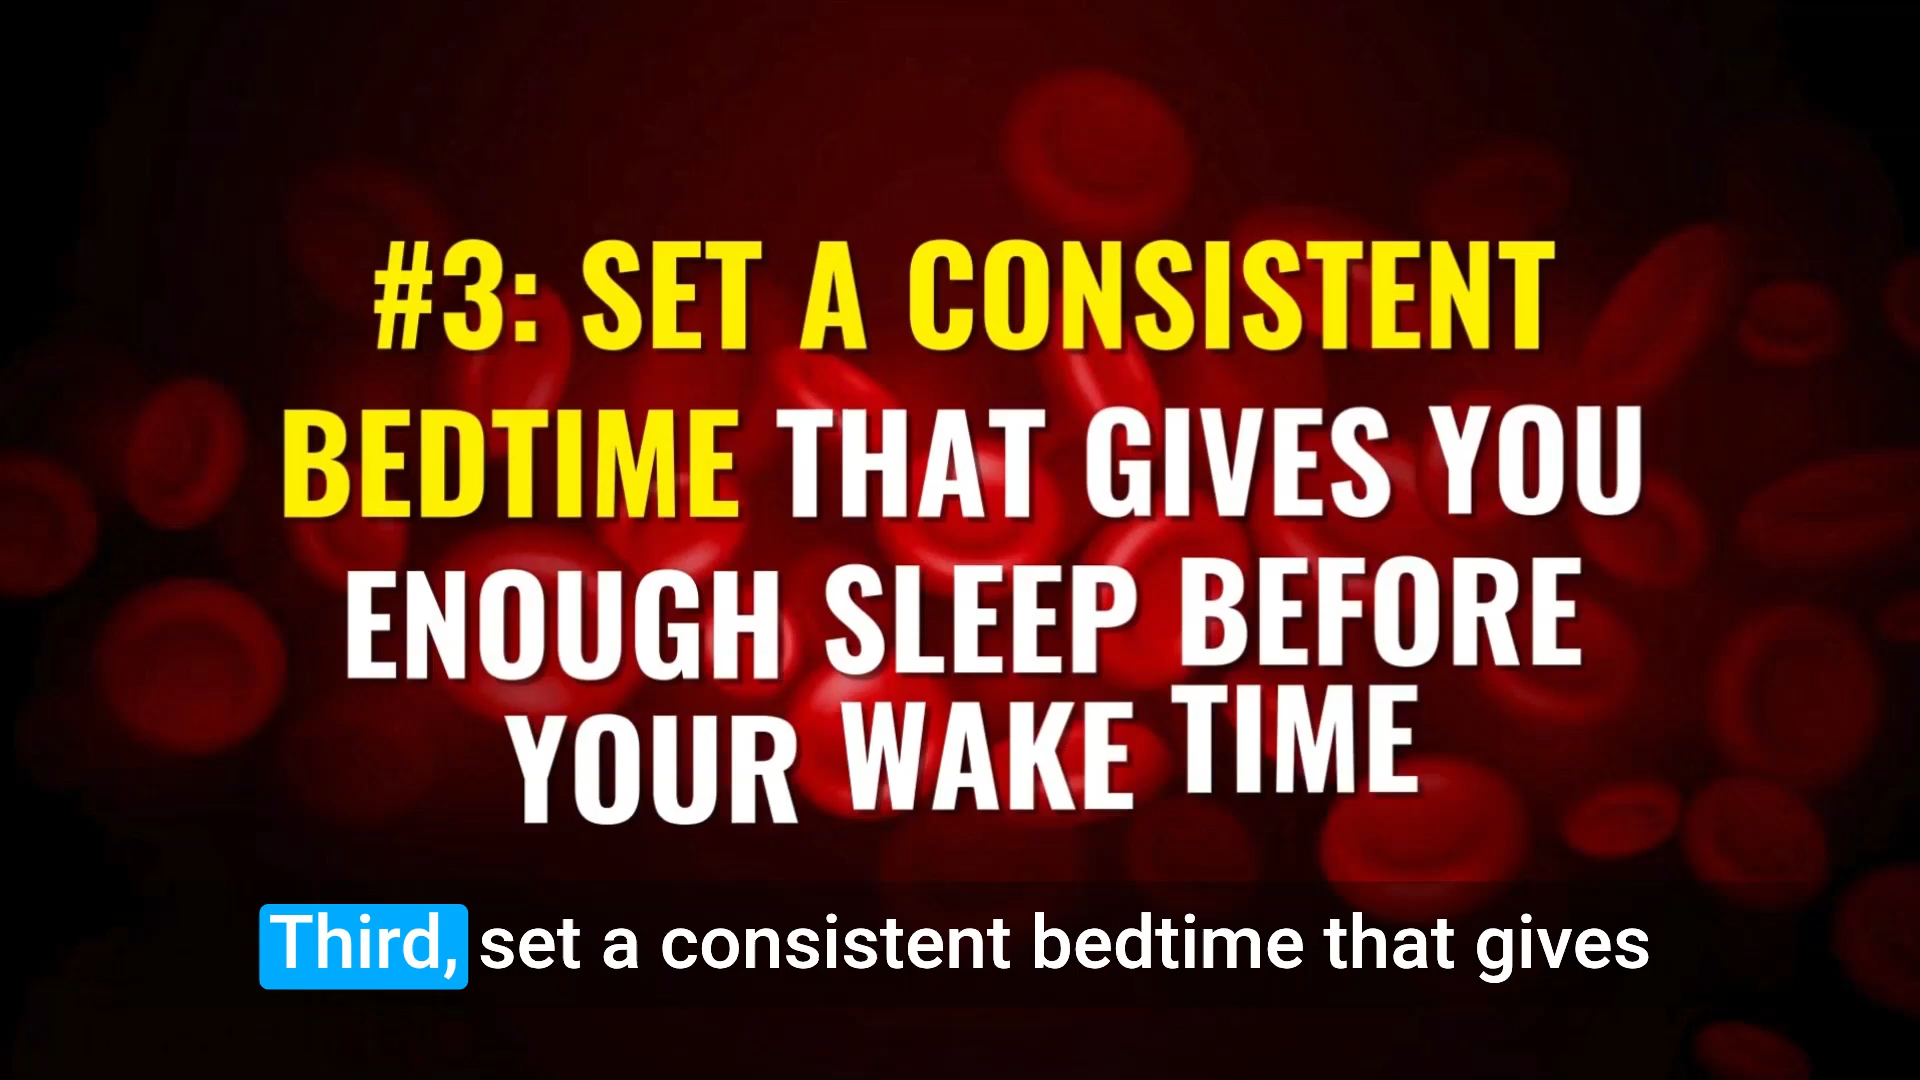 #3: SET A CONSISTENT
BEDTIME THAT GIVES YOU
ENOUGH SLEEP BEFORE
YOUR WAKE TIME
Third, set a consistent bedtime that gives